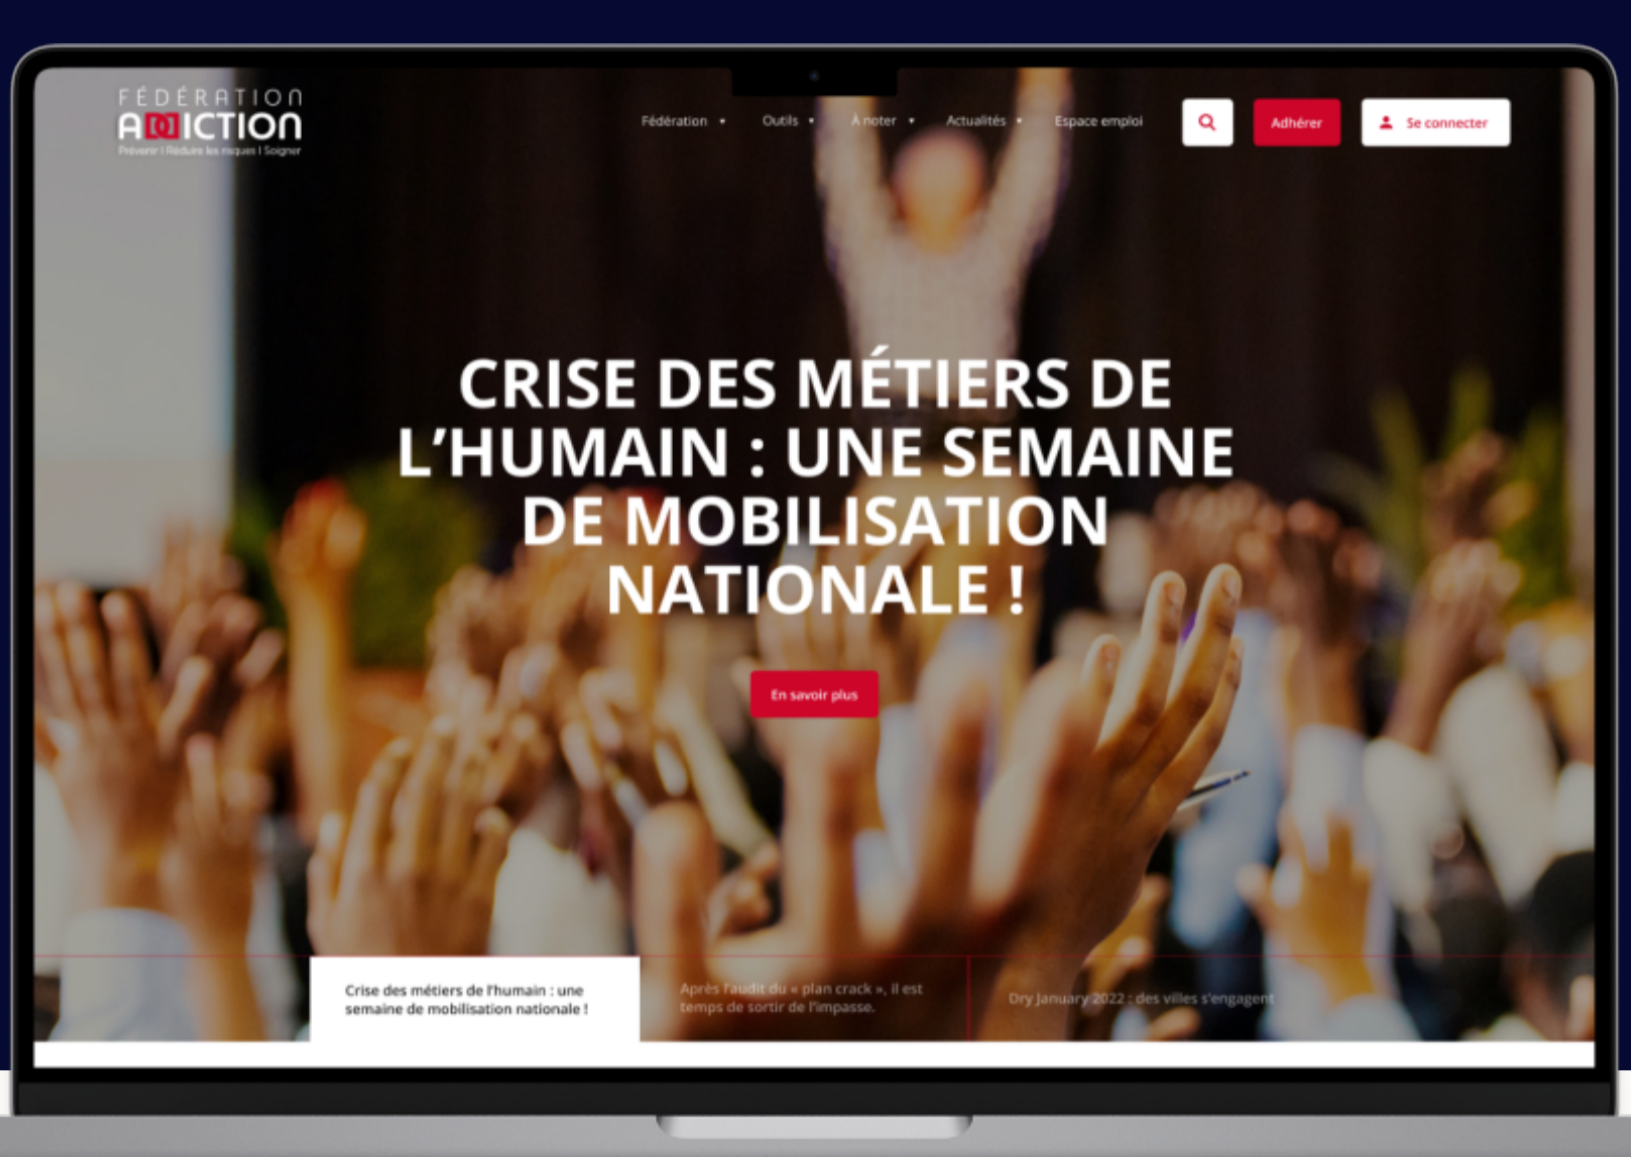 FÉDÉRATION
ADDICTION
Prévenir I Réduire les risques I Soigner
Fédération
Outils
À noter
Actualités
Espace emploi
Adhérer
Se connecter
CRISE DES MÉTIERS DE
L’HUMAIN : UNE SEMAINE
DE MOBILISATION
NATIONALE !
En savoir plus
Crise des métiers de l’humain : une
semaine de mobilisation nationale !
Après l’audit du « plan crack », il est
temps de sortir de l’impasse.
Dry January 2022 : des villes s’engagent